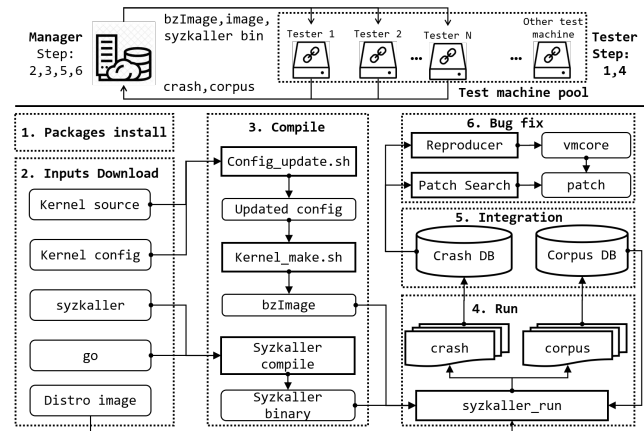 Manager
Step:
2,3,5,6
bzImage,image,
syzkaller bin
crash,corpus
Tester 1
Tester 2
Tester N
Other test
machine
...
...
Test machine pool
Tester
Step:
1,4
1. Packages install
2. Inputs Download
Kernel source
Kernel config
syzkaller
go
Distro image
3. Compile
Config_update.sh
Updated config
Kernel_make.sh
bzImage
Syzkaller
compile
Syzkaller
binary
6. Bug fix
Reproducer
vmcore
Patch Search
patch
5. Integration
Crash DB
Corpus DB
4. Run
crash
corpus
syzkaller_run